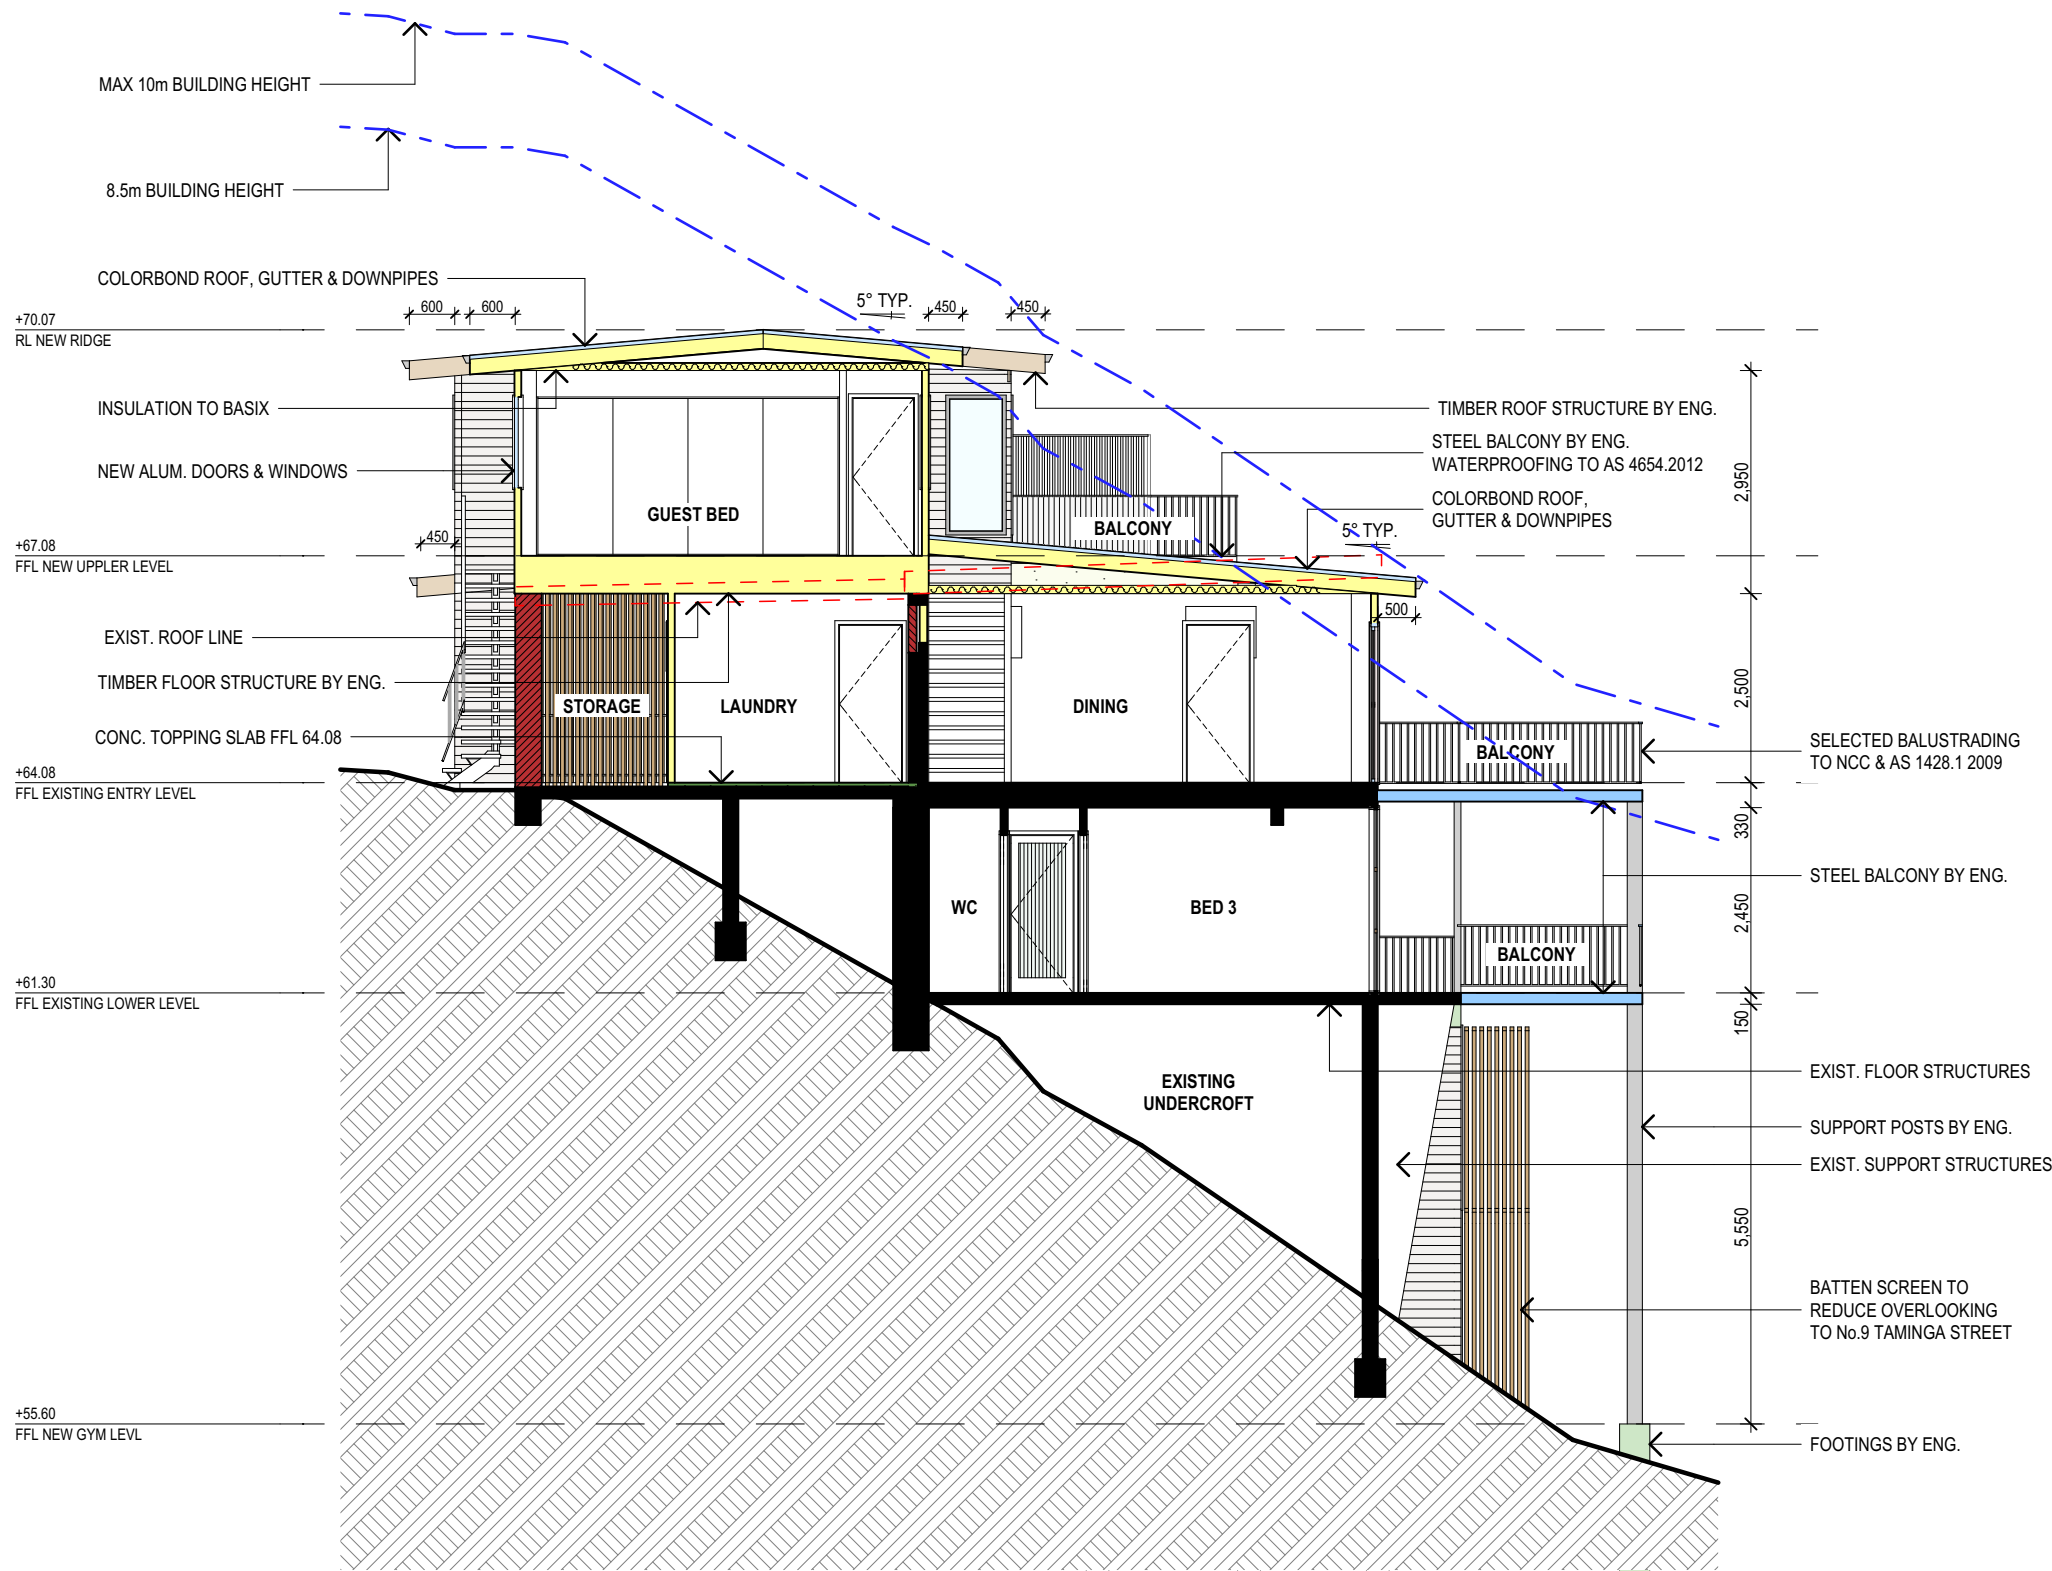 MAX 10m BUILDING HEIGHT
8.5m BUILDING HEIGHT
COLORBOND ROOF, GUTTER & DOWNPIPES
600
600
5° TYP.
450
450
+70.07
RL NEW RIDGE
INSULATION TO BASIX
TIMBER ROOF STRUCTURE BY ENG.
STEEL BALCONY BY ENG.
WATERPROOFING TO AS 4654.2012
NEW ALUM. DOORS & WINDOWS
COLORBOND ROOF,
GUTTER & DOWNPIPES
2,950
GUEST BED
BALCONY
5° TYP.
450
+67.08
FFL NEW UPPLER LEVEL
500
EXIST. ROOF LINE
TIMBER FLOOR STRUCTURE BY ENG.
STORAGE
LAUNDRY
DINING
2,500
CONC. TOPPING SLAB FFL 64.08
BALCONY
SELECTED BALUSTRADING
TO NCC & AS 1428.1 2009
+64.08
FFL EXISTING ENTRY LEVEL
330
STEEL BALCONY BY ENG.
WC
BED 3
2,450
BALCONY
+61.30
FFL EXISTING LOWER LEVEL
150
EXIST. FLOOR STRUCTURES
EXISTING
UNDERCROFT
SUPPORT POSTS BY ENG.
EXIST. SUPPORT STRUCTURES
5,550
BATTEN SCREEN TO
REDUCE OVERLOOKING
TO No.9 TAMINGA STREET
+55.60
FFL NEW GYM LEVL
FOOTINGS BY ENG.